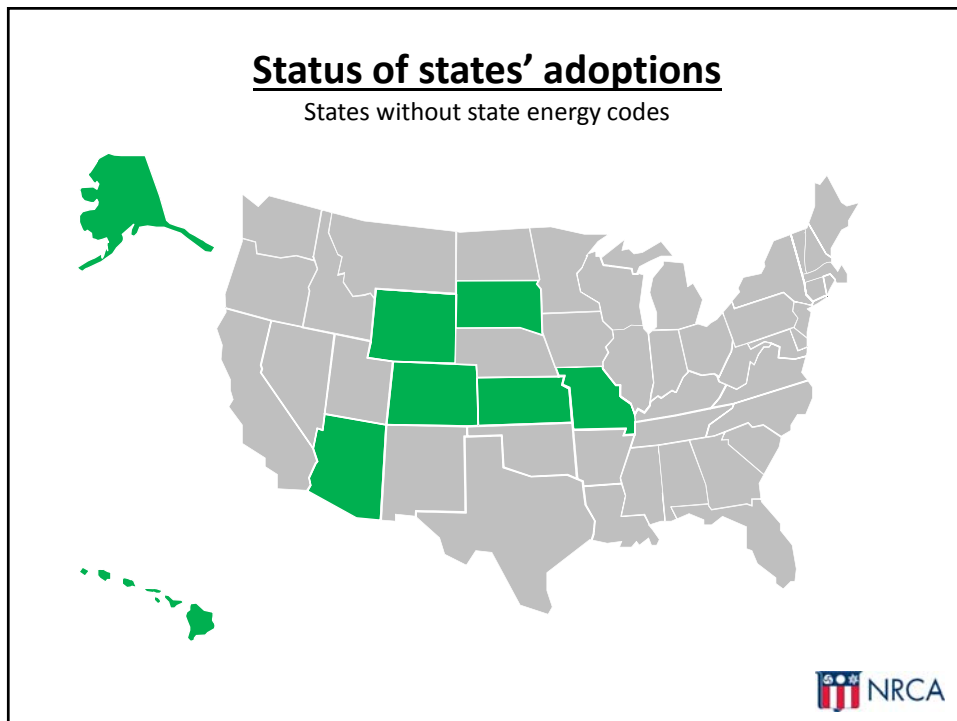 Status of states’ adoptions
States without state energy codes
NRCA